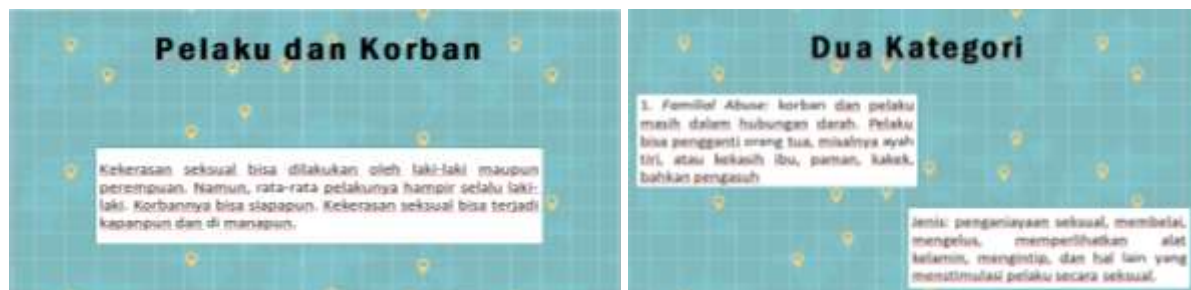 Pelaku dan Korban
Kekerasan seksual bisa dilakukan oleh laki-laki maupun
perempuan. Namun, rata-rata pelakunya hampir selalu laki-
laki. Korbannya bisa siapapun. Kekerasan seksual bisa terjadi
kapanpun dan di manapun.
Dua Kategori
1. Familial Abuse: korban dan pelaku
masih dalam hubungan darah. Pelaku
bisa pengganti orang tua, misalnya ayah
tiri, atau kekasih ibu, paman, kakek,
bahkan pengasuh
Jenis: penganiayaan seksual, membelai,
mengelus, memperlihatkan alat
kelamin, mengintip, dan hal lain yang
menstimulasi pelaku secara seksual.